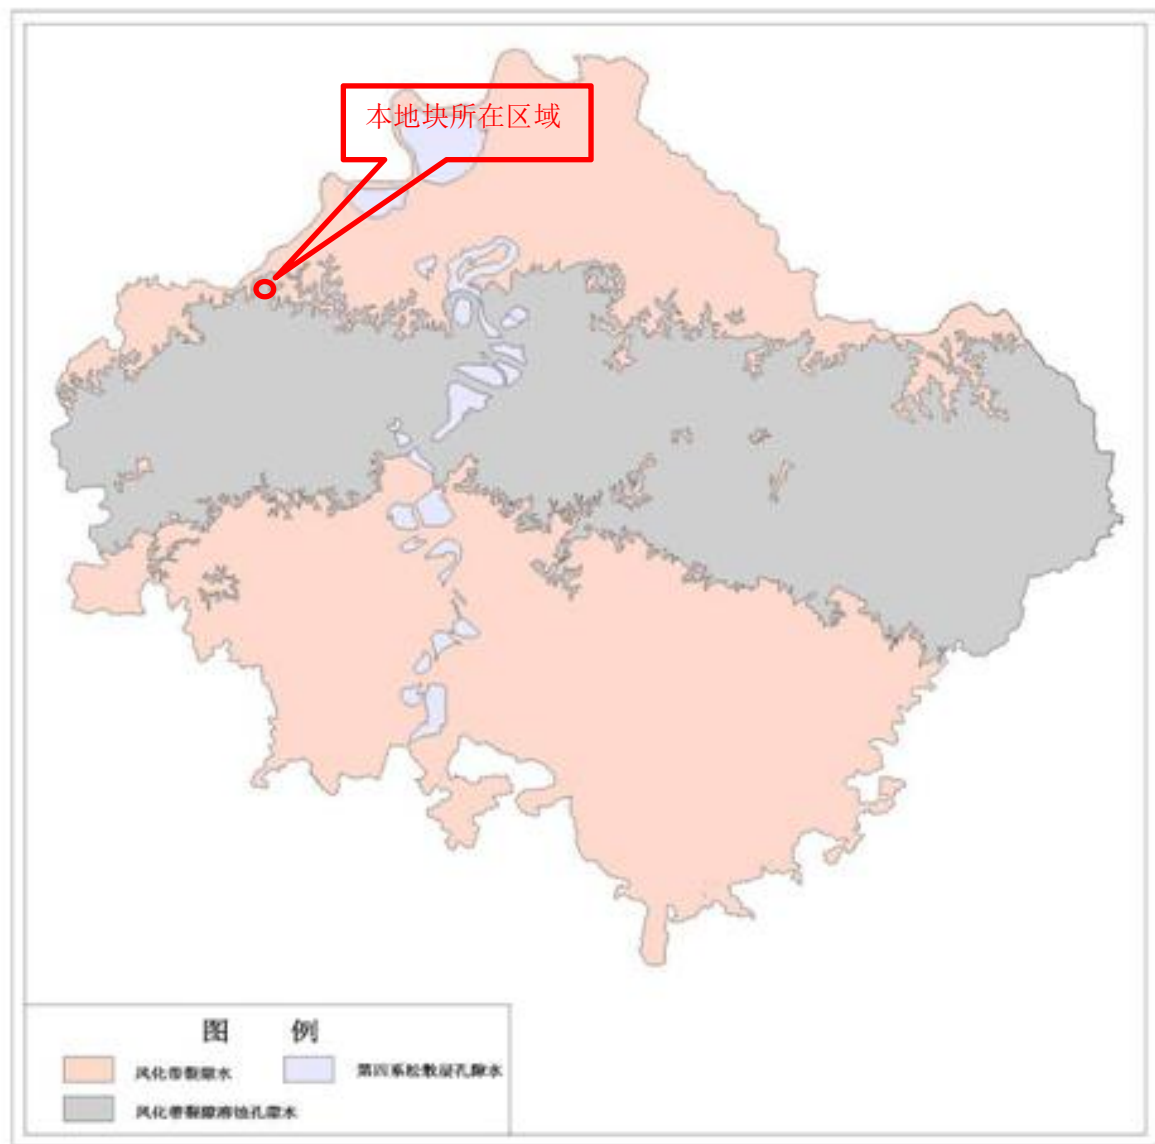 本地块所在区域
图 例
风化带裂隙水
第四系松散层孔隙水
风化带裂隙溶蚀孔隙水